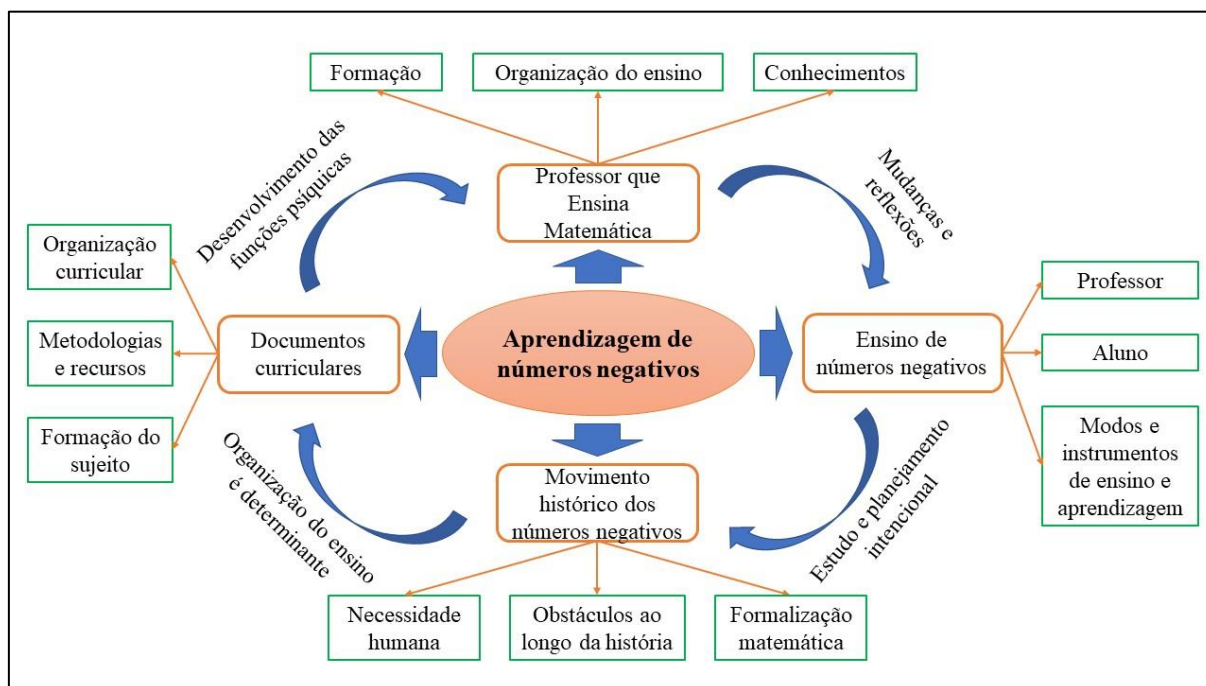 Formação
Organização do ensino
Conhecimentos
Desenvolvimento das
funções psíquicas
Professor que
Ensina
Matemática
Mudanças e
reflexões
Organização
curricular
Metodologias
e recursos
Formação do
sujeito
Documentos
curriculares
Aprendizagem de
números negativos
Ensino de
números negativos
Professor
Aluno
Modos e
instrumentos
de ensino e
aprendizagem
Organização do ensino
é determinante
Movimento
histórico dos
números negativos
Estudo e planejamento
intencional
Necessidade
humana
Obstáculos ao
longo da história
Formalização
matemática